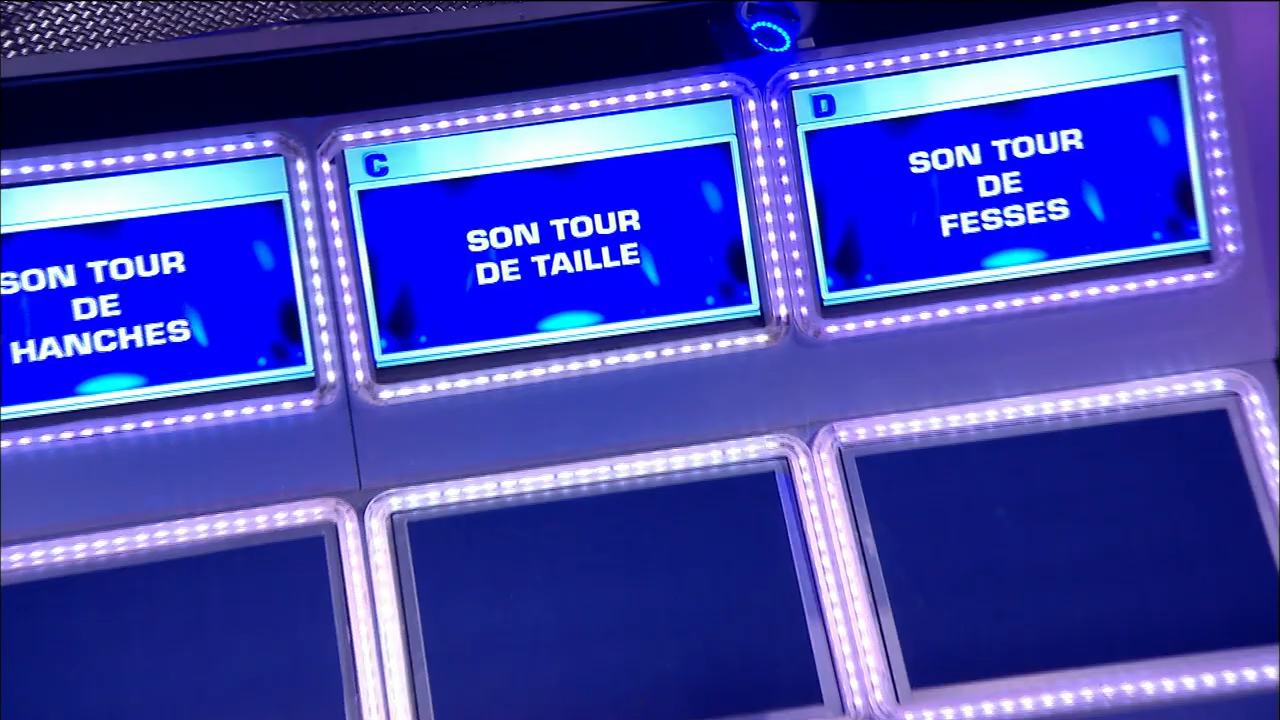 SON TOUR
DE
HANCHES
C
SON TOUR
DE TAILLE
D
SON TOUR
DE
FESSES